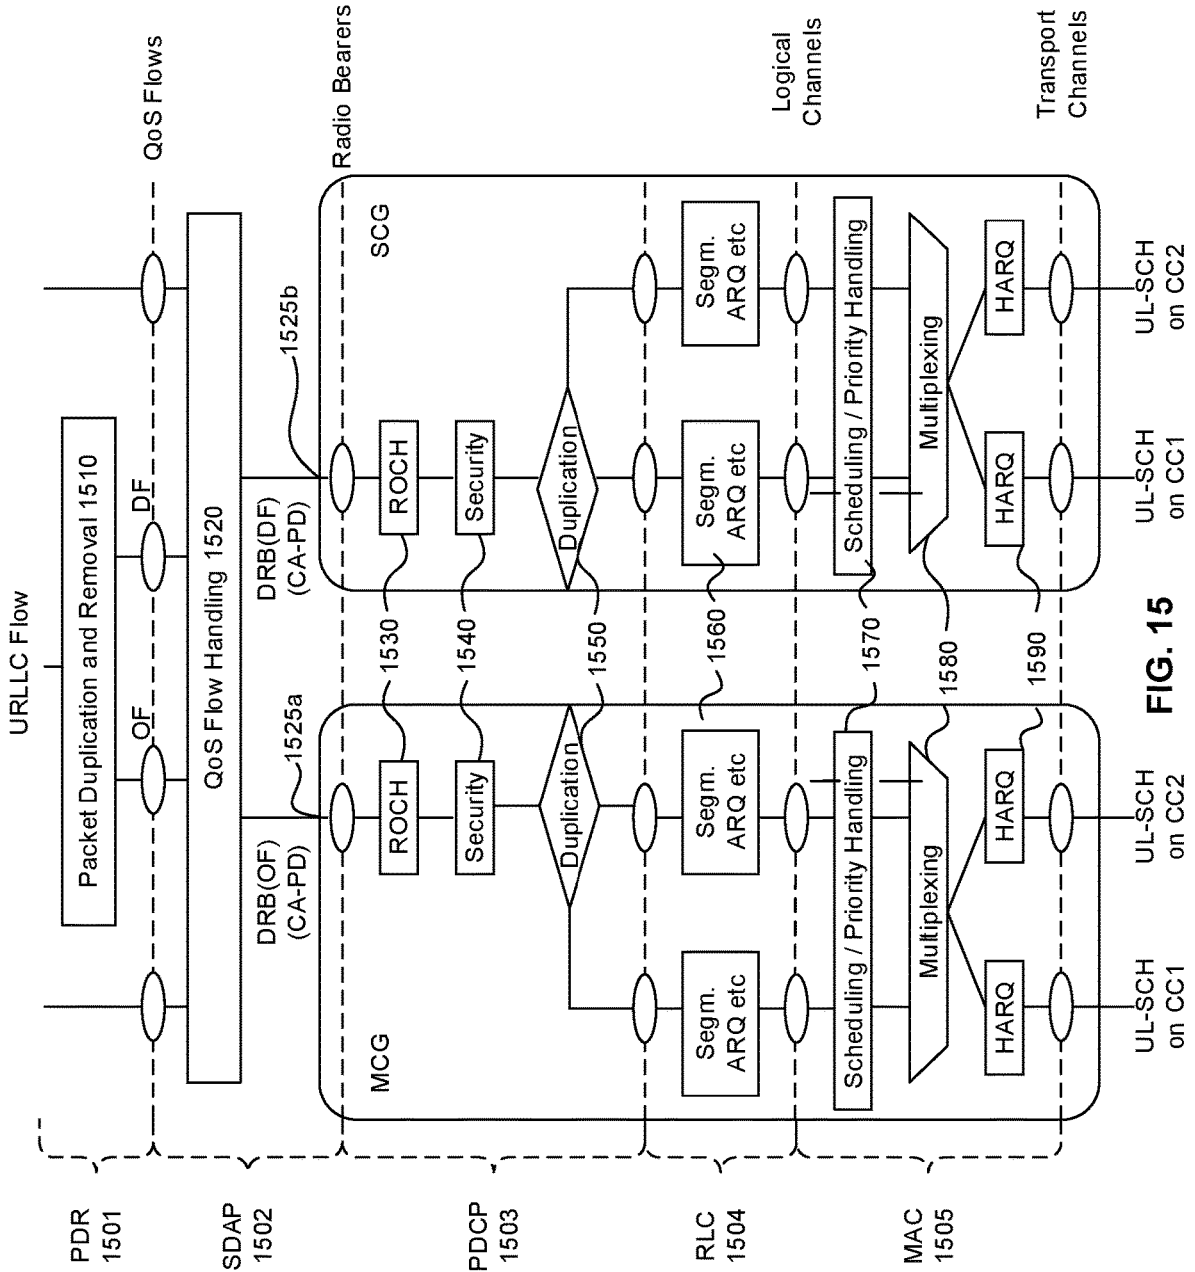 URLLC Flow
Packet Duplication and Removal 1510
PDR
1501
OF
DF
QoS Flows
QoS Flow Handling 1520
SDAP
1502
DRB(OF)
(CA-PD)
1525a
DRB(DF)
(CA-PD)
1525b
Radio Bearers
MCG
SCG
ROCH
1530
ROCH
Security
1540
Security
PDCP
1503
Duplication
1550
Duplication
RLC
1504
Segm.
ARQ etc
Segm.
ARQ etc
1560
Segm.
ARQ etc
Segm.
ARQ etc
Logical
Channels
Scheduling / Priority Handling
1570
Scheduling / Priority Handling
MAC
1505
Multiplexing
1580
Multiplexing
HARQ
HARQ
1590
HARQ
HARQ
Transport
Channels
UL-SCH
on CC1
UL-SCH
on CC2
UL-SCH
on CC1
UL-SCH
on CC2
FIG. 15